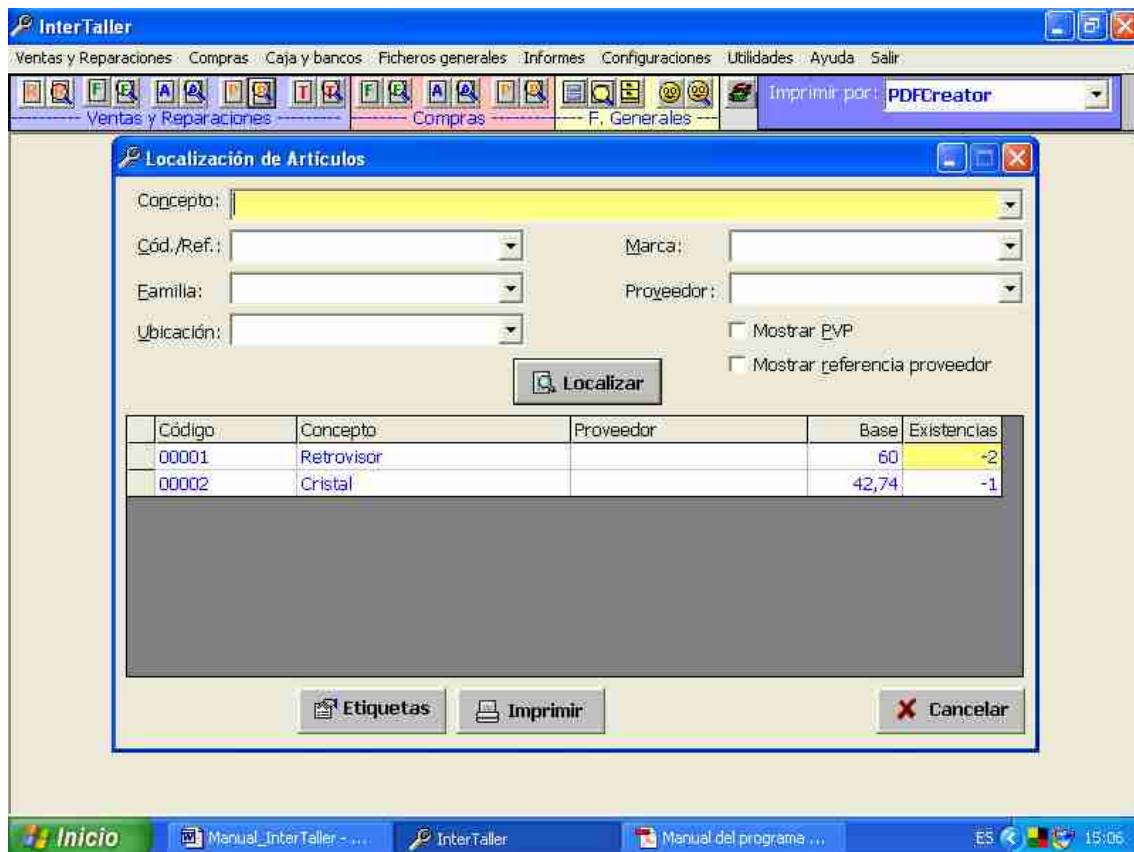 InterTaller
Ventas y Reparaciones Compras Caja y bancos Ficheros generales Informes Configuraciones Utilidades Ayuda Salir
R R F F A A P P T T F F A A P P Imprimir por: PDFCreator
Ventas y Reparaciones Compras F. Generales
Localización de Artículos
Concepto:
Cód./Ref.: Marca:
Familia: Proveedor:
Ubicación: Mostrar PVP
Mostrar referencia proveedor
Localizar
Código Concepto Proveedor Base Existencias
00001 Retrovisor 60 -2
00002 Cristal 42,74 -1
Etiquetas Imprimir Cancelar
Inicio Manual_InterTaller - ... InterTaller Manual del programa ... ES 15:06